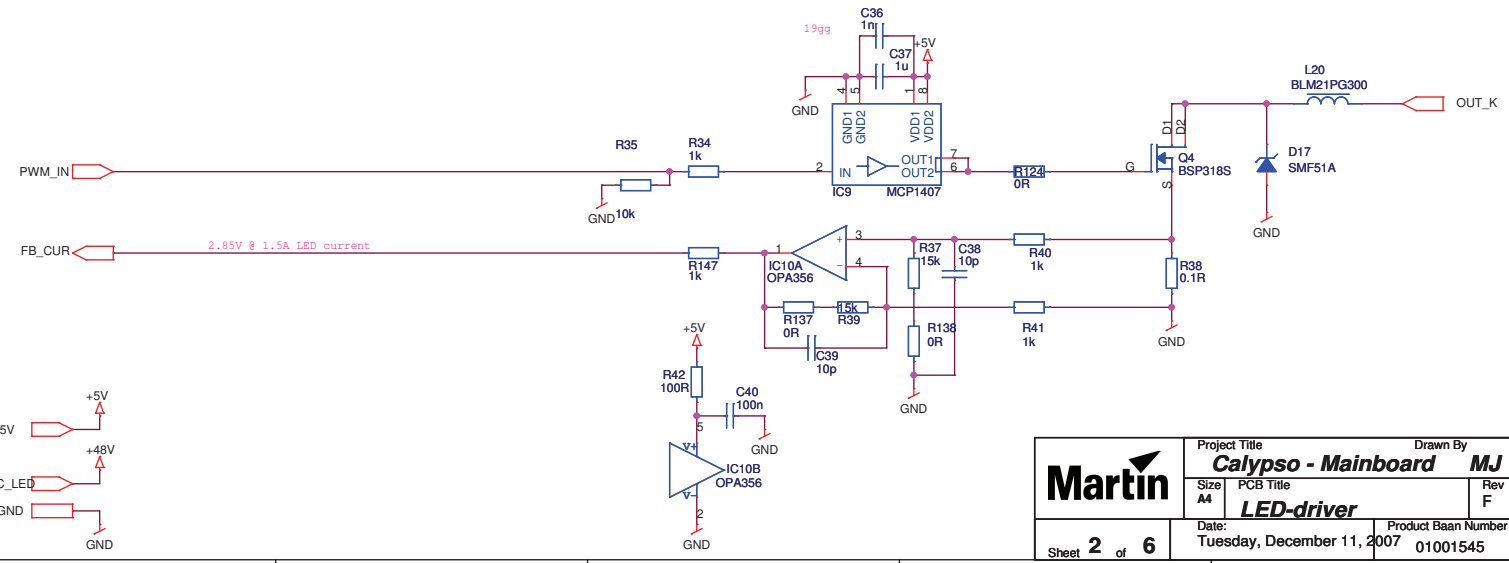 19gg
C36
1n
C37
1u
+5V
GND
4
5
1
8
GND1
GND2
VDD1
VDD2
L20
BLM21PG300
OUT_K
D1
D2
Q4
BSP318S
G
S
D17
SMF51A
GND
PWM_IN
R35
10k
GND
R34
1k
2
IN
OUT1
OUT2
7
6
IC9
MCP1407
R124
0R
FB_CUR
2.85V @ 1.5A LED current
R147
1k
1
IC10A
OPA356
+
3
-
4
R37
15k
C38
10p
R40
1k
R38
0.1R
R137
0R
15k
R39
R138
0R
R41
1k
GND
C39
10p
GND
+5V
R42
100R
C40
100n
5
GND
V+
IC10B
OPA356
V-
2
GND
+5V
5V
+48V
C_LED
GND
GND
Martin
Project Title
Drawn By
Calypso - Mainboard
MJ
Size
A4
PCB Title
LED-driver
Rev
F
Sheet 2 of 6
Date:
Tuesday, December 11, 2007
Product Baan Number
01001545